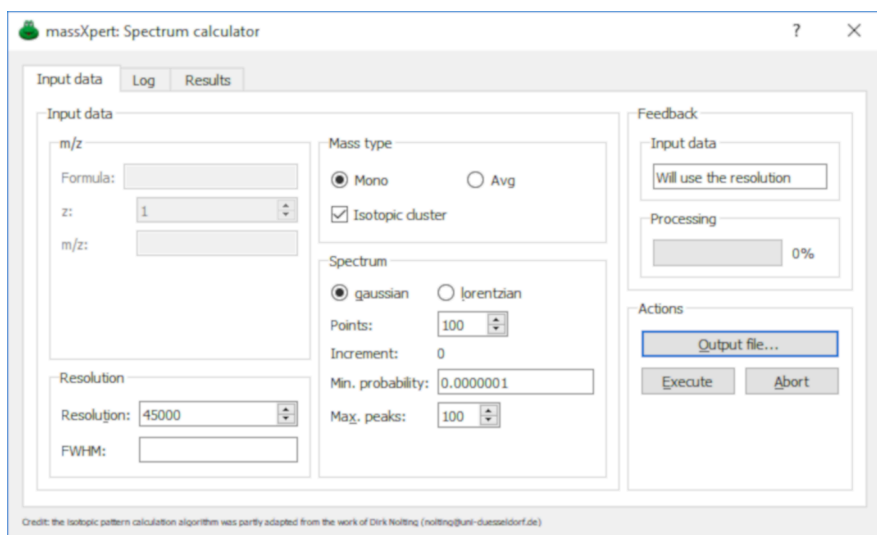 massXpert: Spectrum calculator
?
Input data
Log
Results
Input data
m/z
Formula:
z:
1
m/z:
Resolution
Resolution:
45000
FWHM:
Mass type
Mono
Avg
Isotopic cluster
Spectrum
gaussian
lorentzian
Points:
100
Increment:
0
Min. probability:
0.0000001
Max. peaks:
100
Feedback
Input data
Will use the resolution
Processing
0%
Actions
Output file...
Execute
Abort
Credit: the isotopic pattern calculation algorithm was partly adapted from the work of Dirk Nolting (nolting@uni-duesseldorf.de)